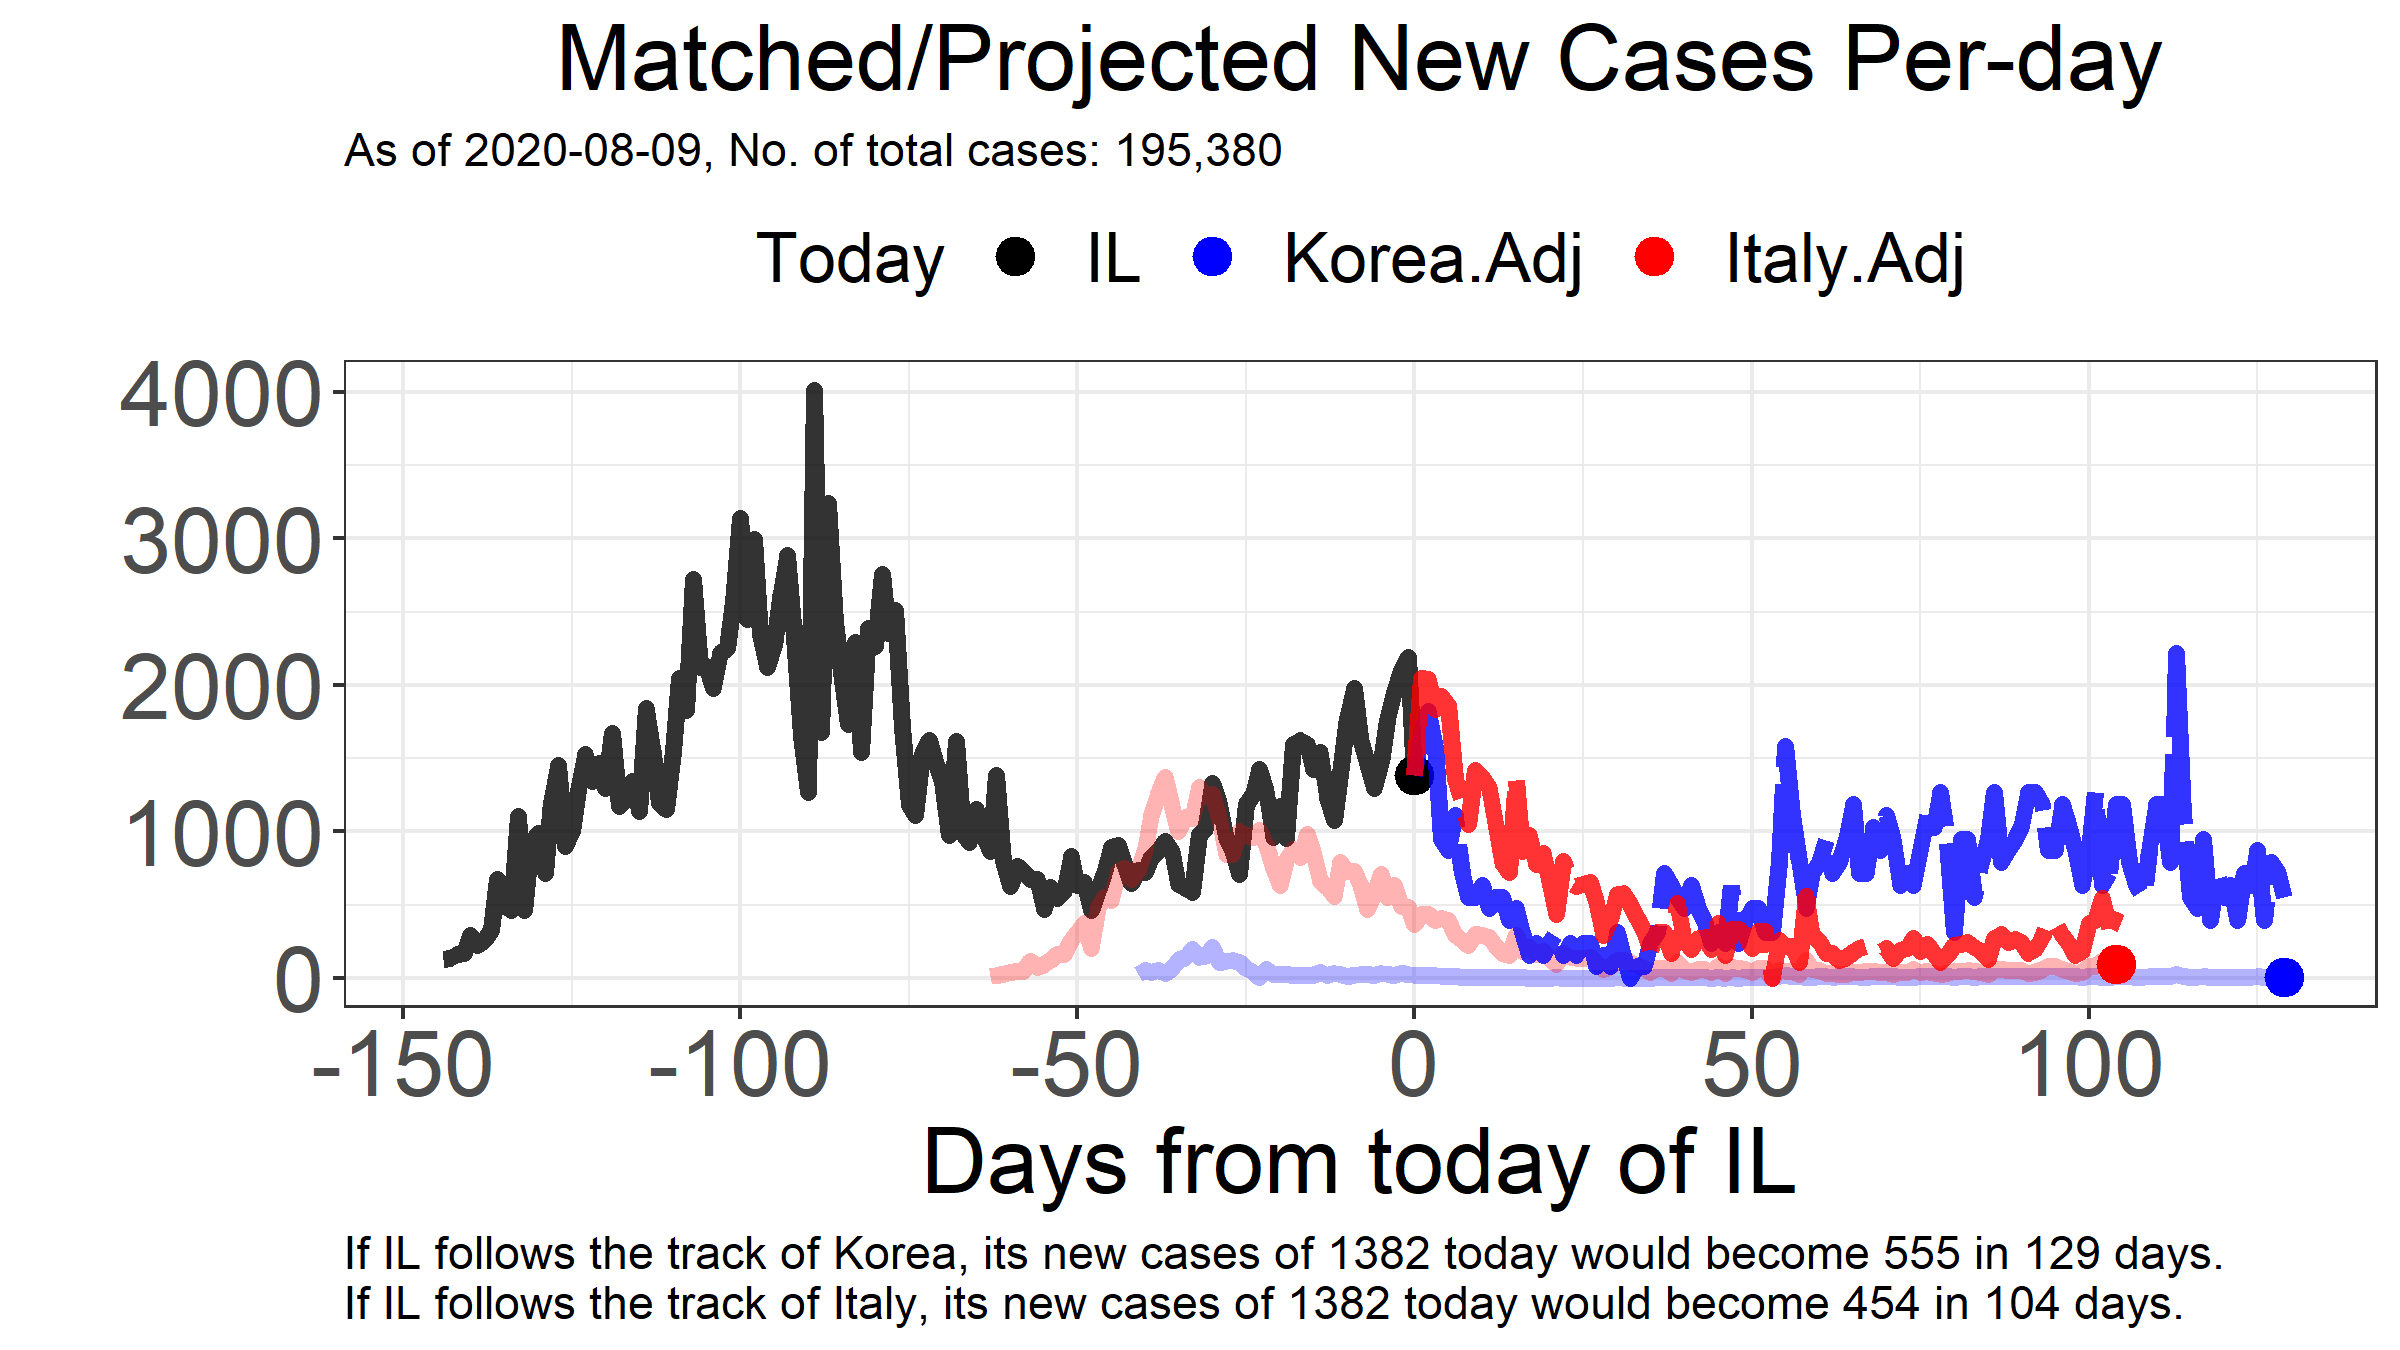 Matched/Projected New Cases Per-day
As of 2020-08-09, No. of total cases: 195,380
Today IL Korea.Adj Italy.Adj
4000
3000
2000
1000
0
-150 -100 -50 0 50 100
Days from today of IL
If IL follows the track of Korea, its new cases of 1382 today would become 555 in 129 days.
If IL follows the track of Italy, its new cases of 1382 today would become 454 in 104 days.